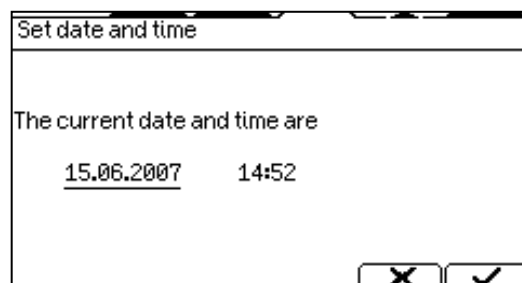 Set date and time
The current date and time are
15.06.2007 14:52